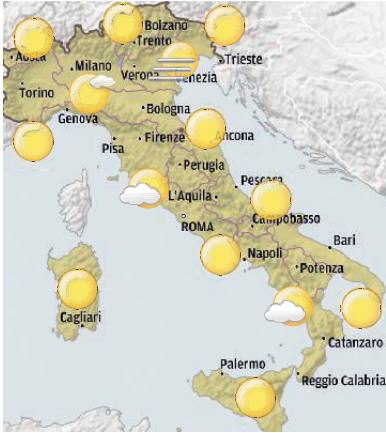 Bolzano
Trento
Aosta
Milano
Verona
Venezia
Trieste
Torino
Genova
Bologna
Pisa
Firenze
Ancona
Perugia
L'Aquila
Pescara
ROMA
Campobasso
Bari
Napoli
Potenza
Cagliari
Catanzaro
Palermo
Reggio Calabria